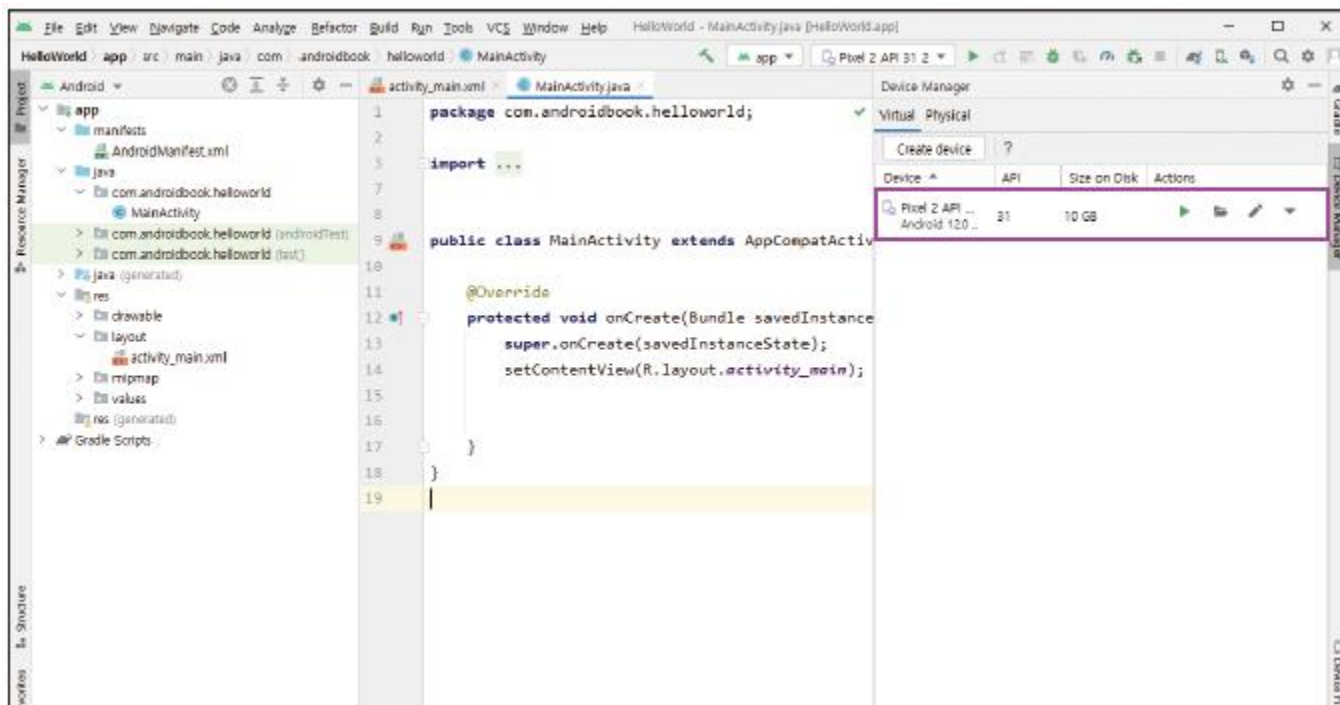 File Edit View Navigate Code Analyze Refactor Build Run Tools VCS Window Help HelloWorld - MainActivity.java [HelloWorld.app]
HelloWorld app src main java com androidbook helloworld MainActivity app Pixel 2 API 31 2
Project
Resource Manager
Structure
Android
app
manifests
AndroidManifest.xml
java
com.androidbook.helloworld
MainActivity
com.androidbook.helloworld (androidTest)
com.androidbook.helloworld (test)
java (generated)
res
drawable
layout
activity_main.xml
mipmap
values
res (generated)
Gradle Scripts
activity_main.xml MainActivity.java
1 package com.androidbook.helloworld;
2
3 import ...
7
8
9 public class MainActivity extends AppCompatActiv
10
11 @Override
12 protected void onCreate(Bundle savedInstance
13 super.onCreate(savedInstanceState);
14 setContentView(R.layout.activity_main);
15
16
17 }
18 }
19
Device Manager
Virtual Physical
Create device ?
Device API Size on Disk Actions
Pixel 2 API ... 31 10 GB
Android 12.0 ...